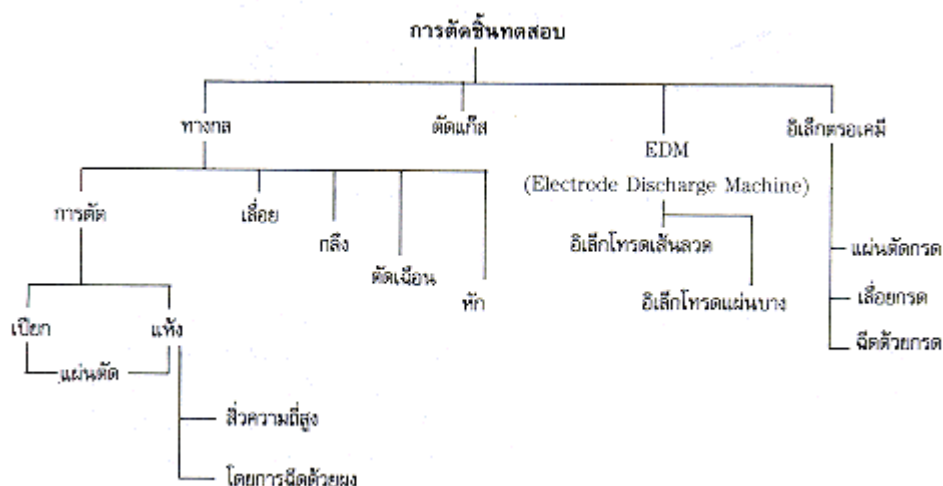 การตัดชิ้นทดสอบ
ทางกล
ตัดแก๊ส
EDM
(Electrode Discharge Machine)
อิเล็กตรอเคมี
การตัด
เลื่อย
กลึง
ตัดเฉือน
หัก
อิเล็กโทรดเส้นลวด
อิเล็กโทรดแผ่นบาง
แผ่นตัดกรด
เลื่อยกรด
ฉีดด้วยกรด
เปียก
แห้ง
แผ่นตัด
สิ่วความถี่สูง
โดยการฉีดด้วยผง